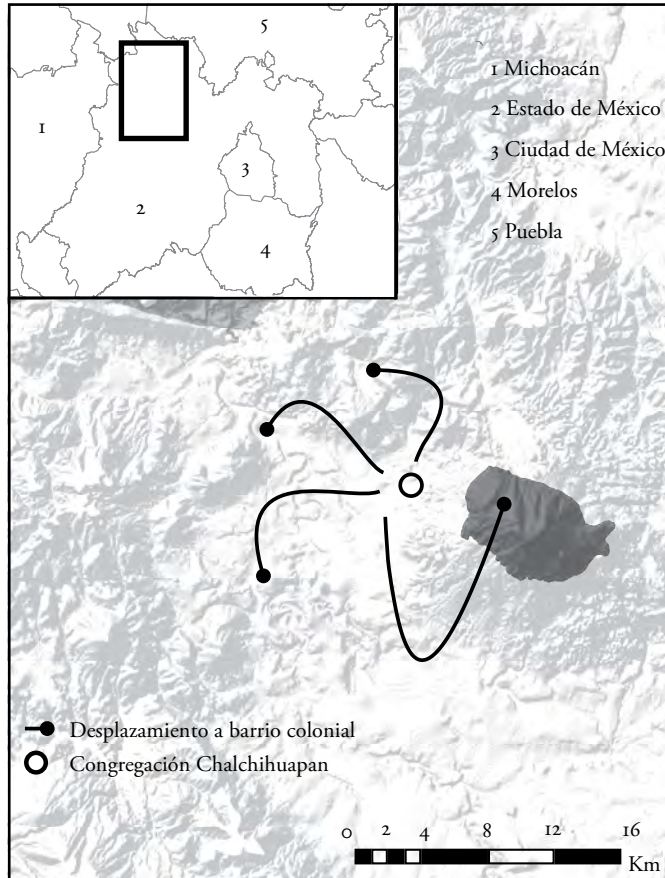 5
1
2
3
4
1 Michoacán
2 Estado de México
3 Ciudad de México
4 Morelos
5 Puebla
Desplazamiento a barrio colonial
Congregación Chalchihuapan
0 2 4 8 12 16
Km